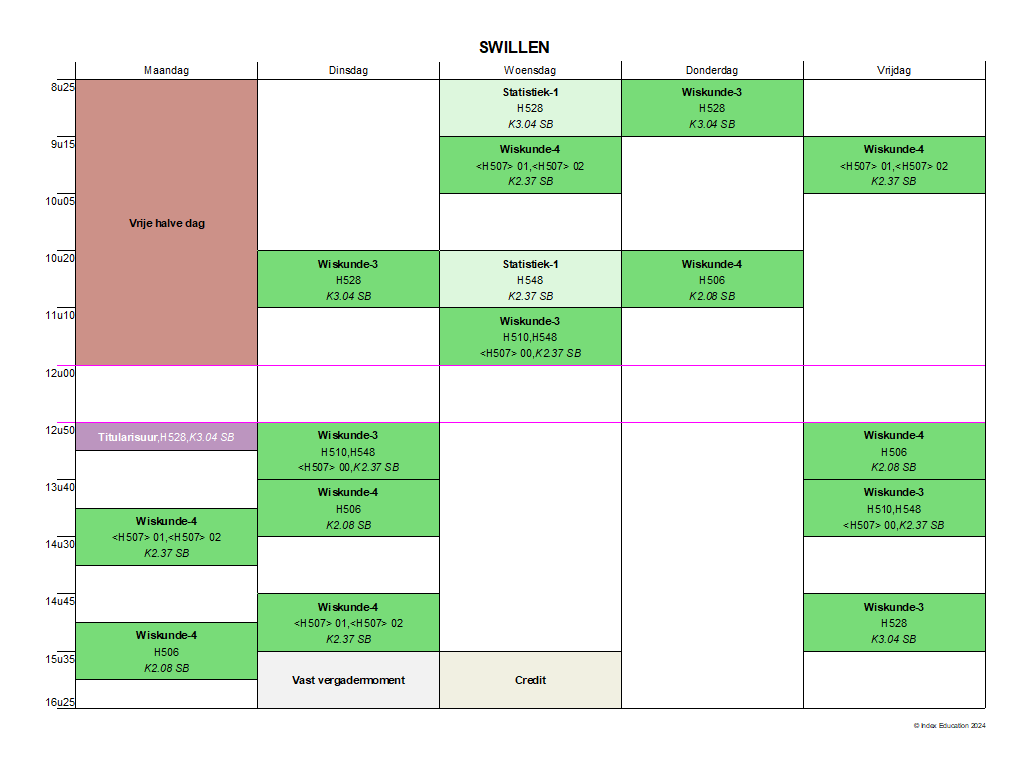 SWILLEN
Maandag
Dinsdag
Woensdag
Donderdag
Vrijdag
8u25
Statistiek-1
H528
K3.04 SB
Wiskunde-3
H528
K3.04 SB
9u15
Wiskunde-4
<H507> 01,<H507> 02
K2.37 SB
Wiskunde-4
<H507> 01,<H507> 02
K2.37 SB
10u05
Vrije halve dag
10u20
Wiskunde-3
H528
K3.04 SB
Statistiek-1
H548
K2.37 SB
Wiskunde-4
H506
K2.08 SB
11u10
Wiskunde-3
H510,H548
<H507> 00,K2.37 SB
12u00
12u50
Titularisuur,H528,K3.04 SB
Wiskunde-3
H510,H548
<H507> 00,K2.37 SB
Wiskunde-4
H506
K2.08 SB
13u40
Wiskunde-4
H506
K2.08 SB
Wiskunde-3
H510,H548
<H507> 00,K2.37 SB
Wiskunde-4
<H507> 01,<H507> 02
K2.37 SB
14u30
14u45
Wiskunde-4
<H507> 01,<H507> 02
K2.37 SB
Wiskunde-3
H528
K3.04 SB
Wiskunde-4
H506
K2.08 SB
15u35
Vast vergadermoment
Credit
16u25
© Index Education 2024